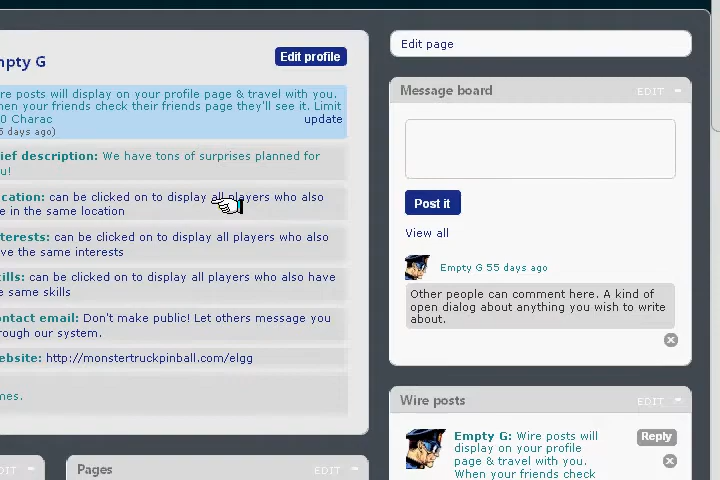 mpty G
Edit profile
re posts will display on your profile page & travel with you.
hen your friends check their friends page they'll see it. Limit
0 Charac
update
5 days ago)
ief description: We have tons of surprises planned for
u!
cation: can be clicked on to display all players who also
e in the same location
terests: can be clicked on to display all players who also
ve the same interests
ills: can be clicked on to display all players who also have
e same skills
ontact email: Don't make public! Let others message you
rough our system.
ebsite: http://monstertruckpinball.com/elgg
mes.
EDIT
Pages
EDIT
Edit page
Message board
EDIT
Post it
View all
Empty G 55 days ago
Other people can comment here. A kind of
open dialog about anything you wish to write
about.
Wire posts
EDIT
Empty G: Wire posts will
display on your profile
page & travel with you.
When your friends check
Reply